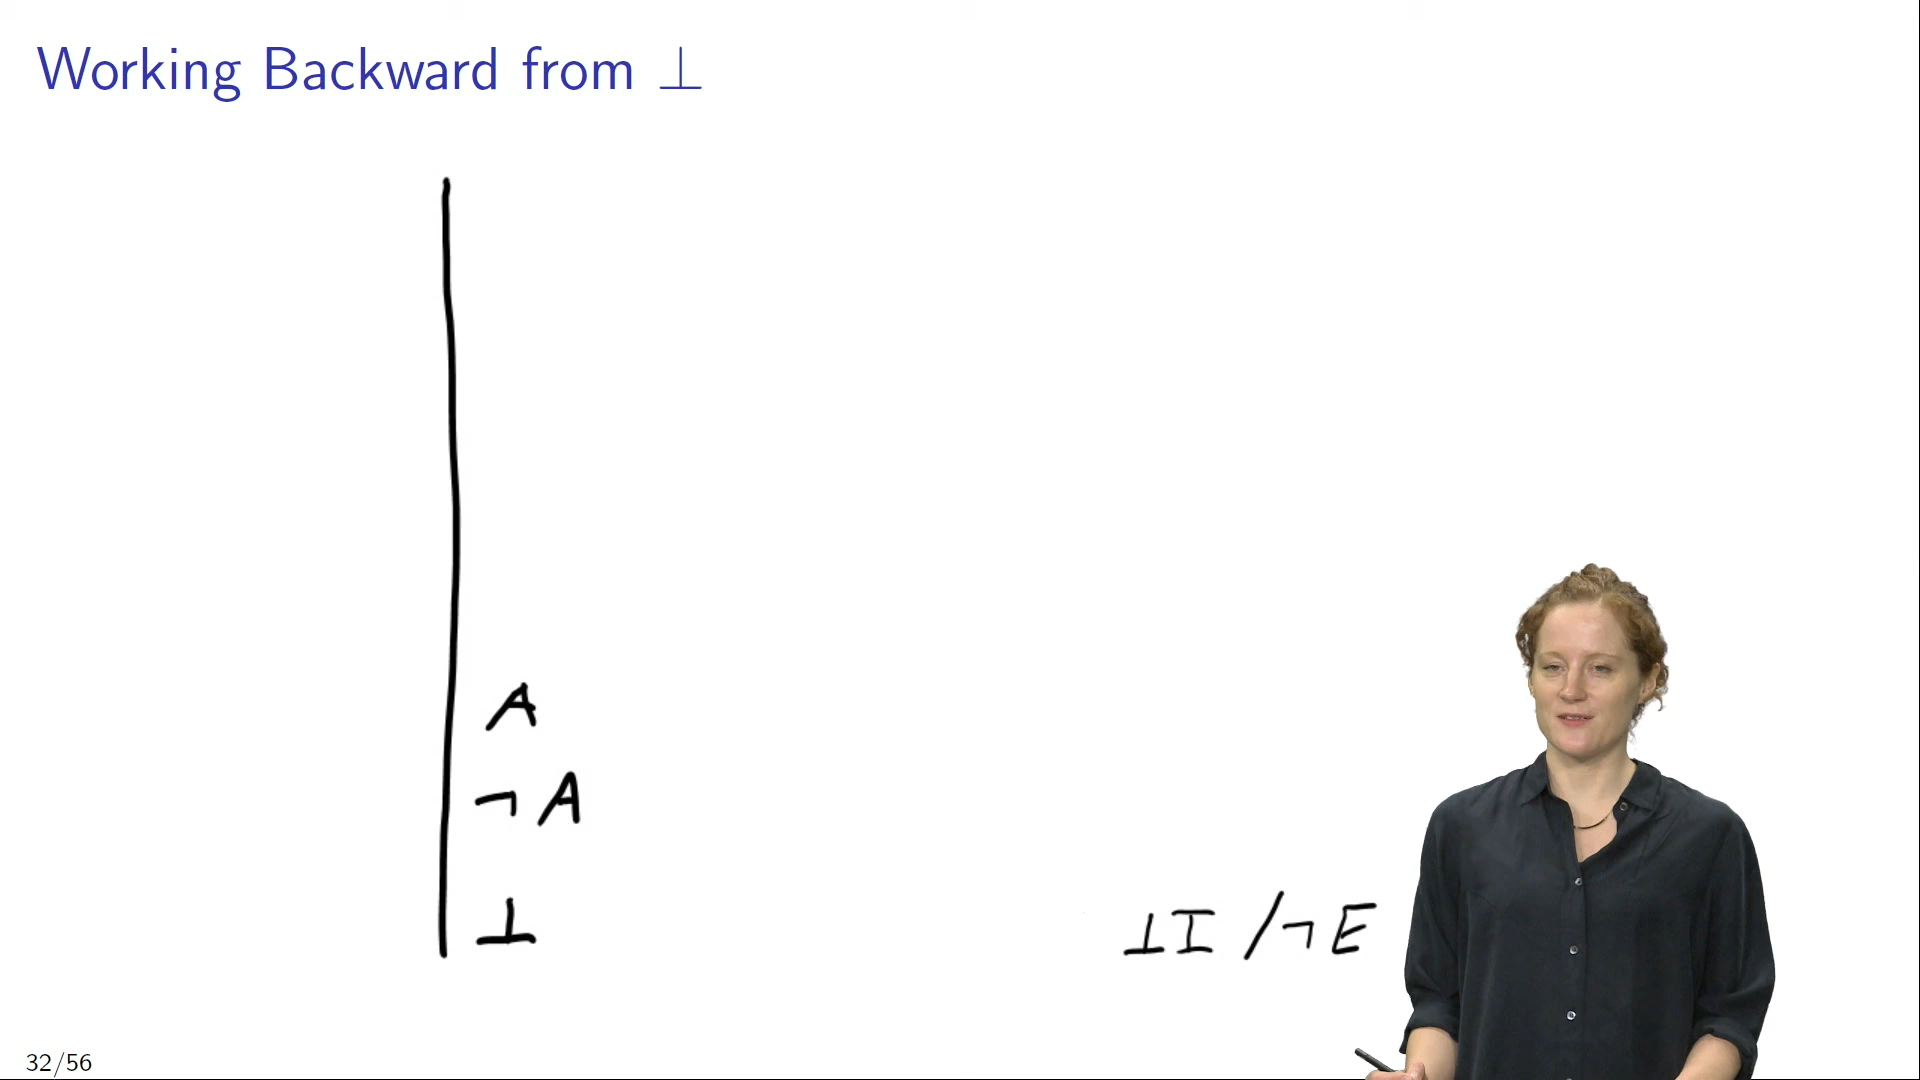 Working Backward from ⊥
A
¬A
⊥
⊥I/¬E
32/56